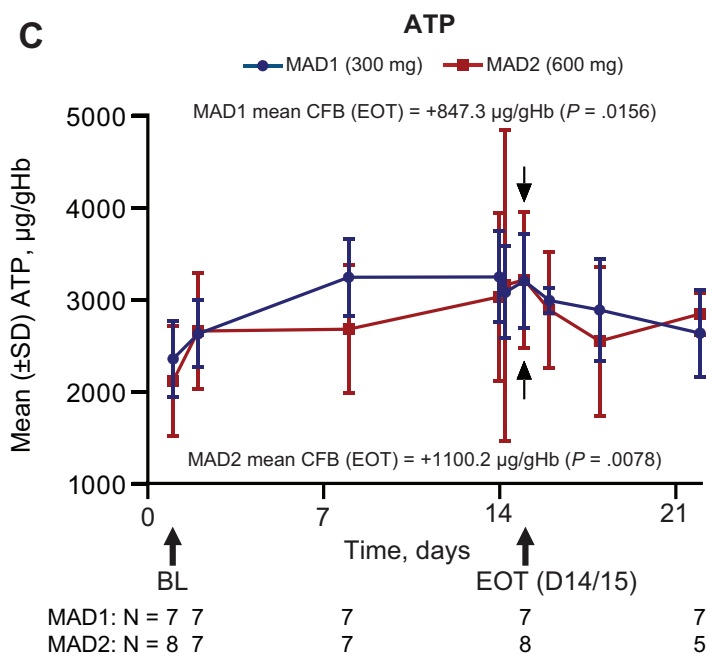 C
ATP
MAD1 (300 mg) MAD2 (600 mg)
MAD1 mean CFB (EOT) = +847.3 µg/gHb (P = .0156)
Mean (±SD) ATP, µg/gHb
5000
4000
3000
2000
1000
MAD2 mean CFB (EOT) = +1100.2 µg/gHb (P = .0078)
0 7 14 21
Time, days
BL EOT (D14/15)
MAD1: N = 7 7 7 7 7
MAD2: N = 8 7 7 8 5